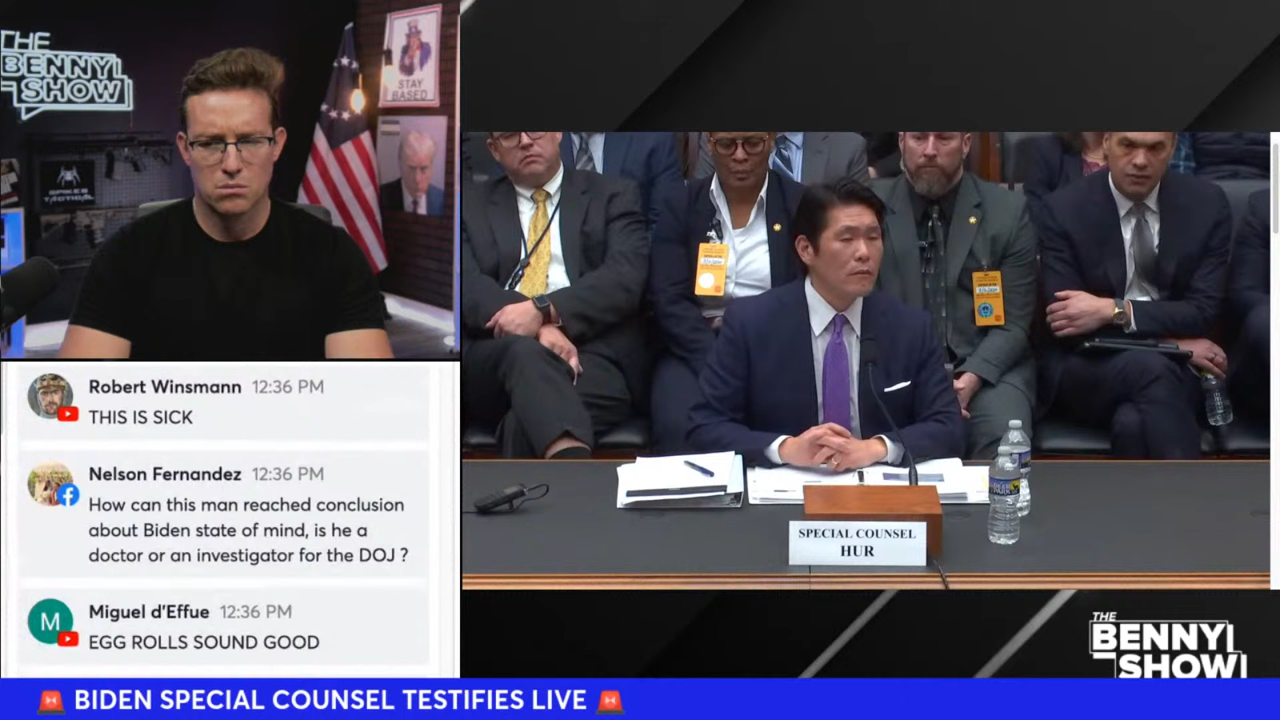 THE
BENNY
SHOW
STAY
BASED
SPIKE'S
TACTICAL
Robert Winsmann 12:36 PM
THIS IS SICK
Nelson Fernandez 12:36 PM
How can this man reached conclusion
about Biden state of mind, is he a
doctor or an investigator for the DOJ ?
M
Miguel d'Effue 12:36 PM
EGG ROLLS SOUND GOOD
SPECIAL COUNSEL
HUR
THE
BENNY
SHOW
🚨 BIDEN SPECIAL COUNSEL TESTIFIES LIVE 🚨